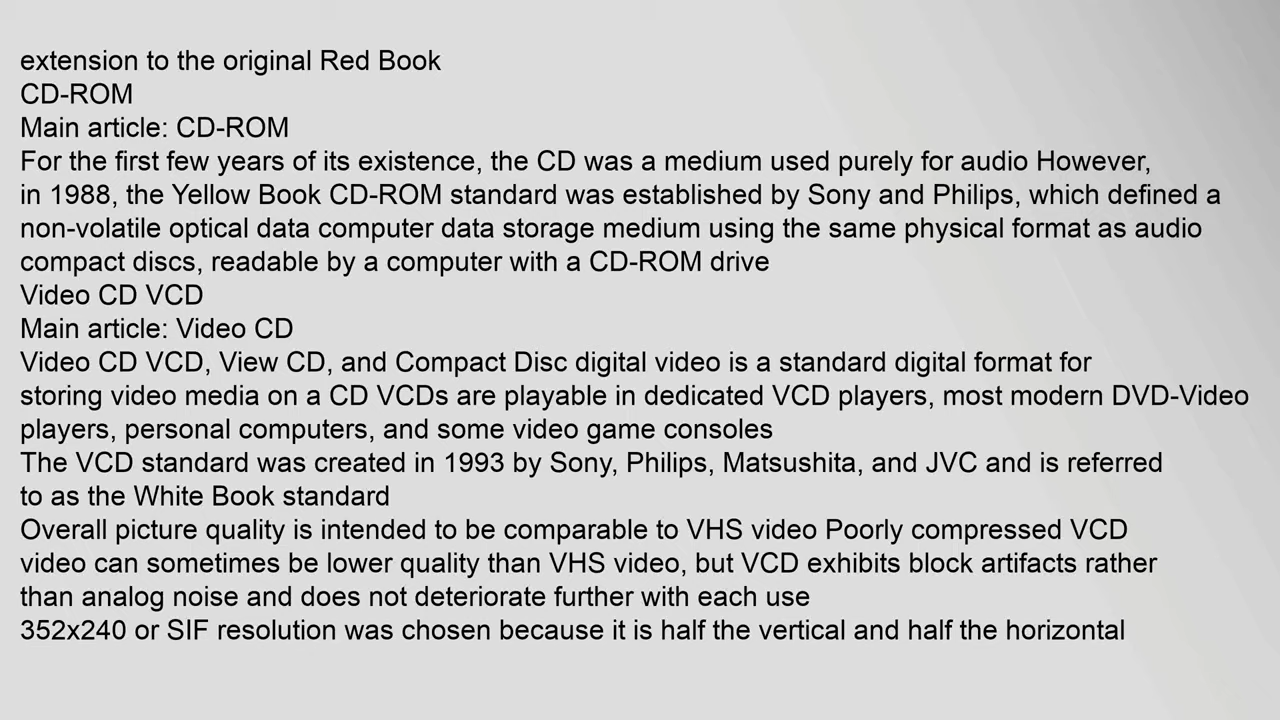 extension to the original Red Book
CD-ROM
Main article: CD-ROM
For the first few years of its existence, the CD was a medium used purely for audio However,
in 1988, the Yellow Book CD-ROM standard was established by Sony and Philips, which defined a
non-volatile optical data computer data storage medium using the same physical format as audio
compact discs, readable by a computer with a CD-ROM drive
Video CD VCD
Main article: Video CD
Video CD VCD, View CD, and Compact Disc digital video is a standard digital format for
storing video media on a CD VCDs are playable in dedicated VCD players, most modern DVD-Video
players, personal computers, and some video game consoles
The VCD standard was created in 1993 by Sony, Philips, Matsushita, and JVC and is referred
to as the White Book standard
Overall picture quality is intended to be comparable to VHS video Poorly compressed VCD
video can sometimes be lower quality than VHS video, but VCD exhibits block artifacts rather
than analog noise and does not deteriorate further with each use
352x240 or SIF resolution was chosen because it is half the vertical and half the horizontal